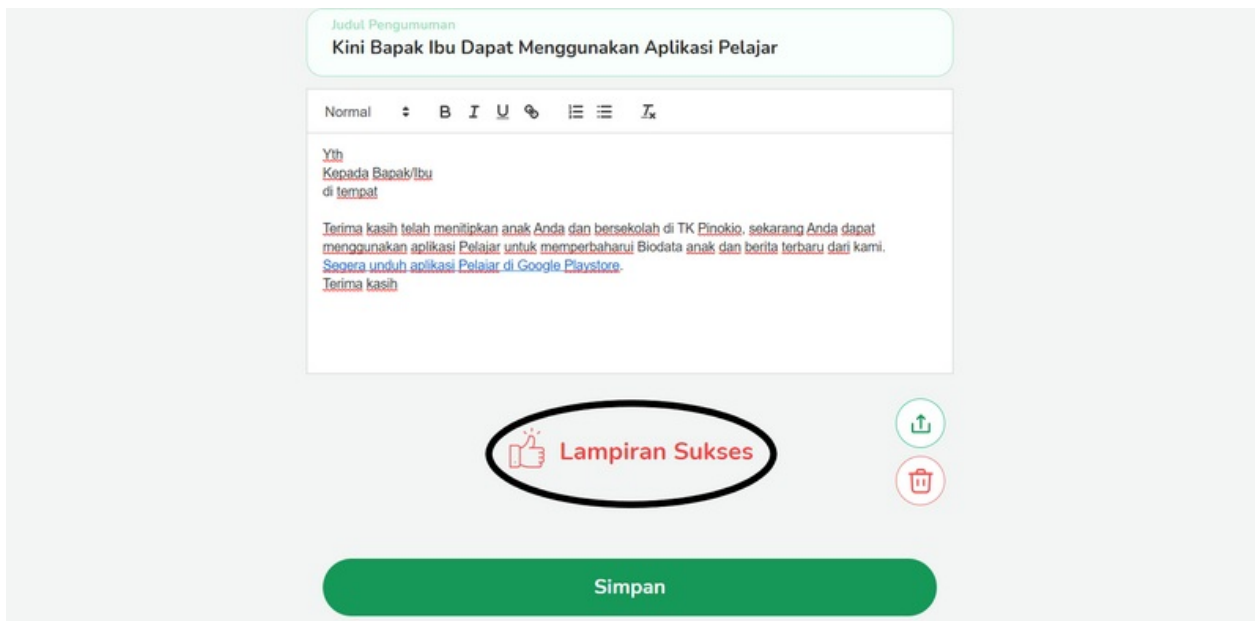 Judul Pengumuman
Kini Bapak Ibu Dapat Menggunakan Aplikasi Pelajar
Normal B I U Tx
Yth
Kepada Bapak/Ibu
di tempat
Terima kasih telah menitipkan anak Anda dan bersekolah di TK Pinokio, sekarang Anda dapat
menggunakan aplikasi Pelajar untuk memperbaharui Biodata anak dan berita terbaru dari kami.
Segera unduh aplikasi Pelajar di Google Playstore.
Terima kasih
Lampiran Sukses
Simpan